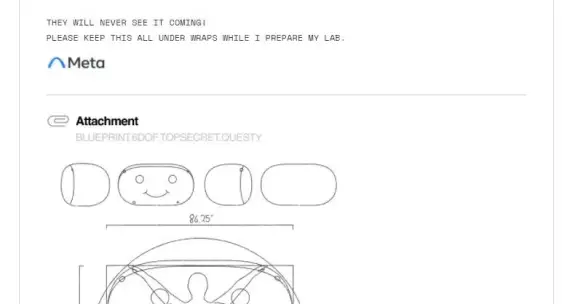 THEY WILL NEVER SEE IT COMING!
PLEASE KEEP THIS ALL UNDER WRAPS WHILE I PREPARE MY LAB.
Meta
Attachment
BLUEPRINT6DOF.TOPSECRET.QUESTY
86.25"